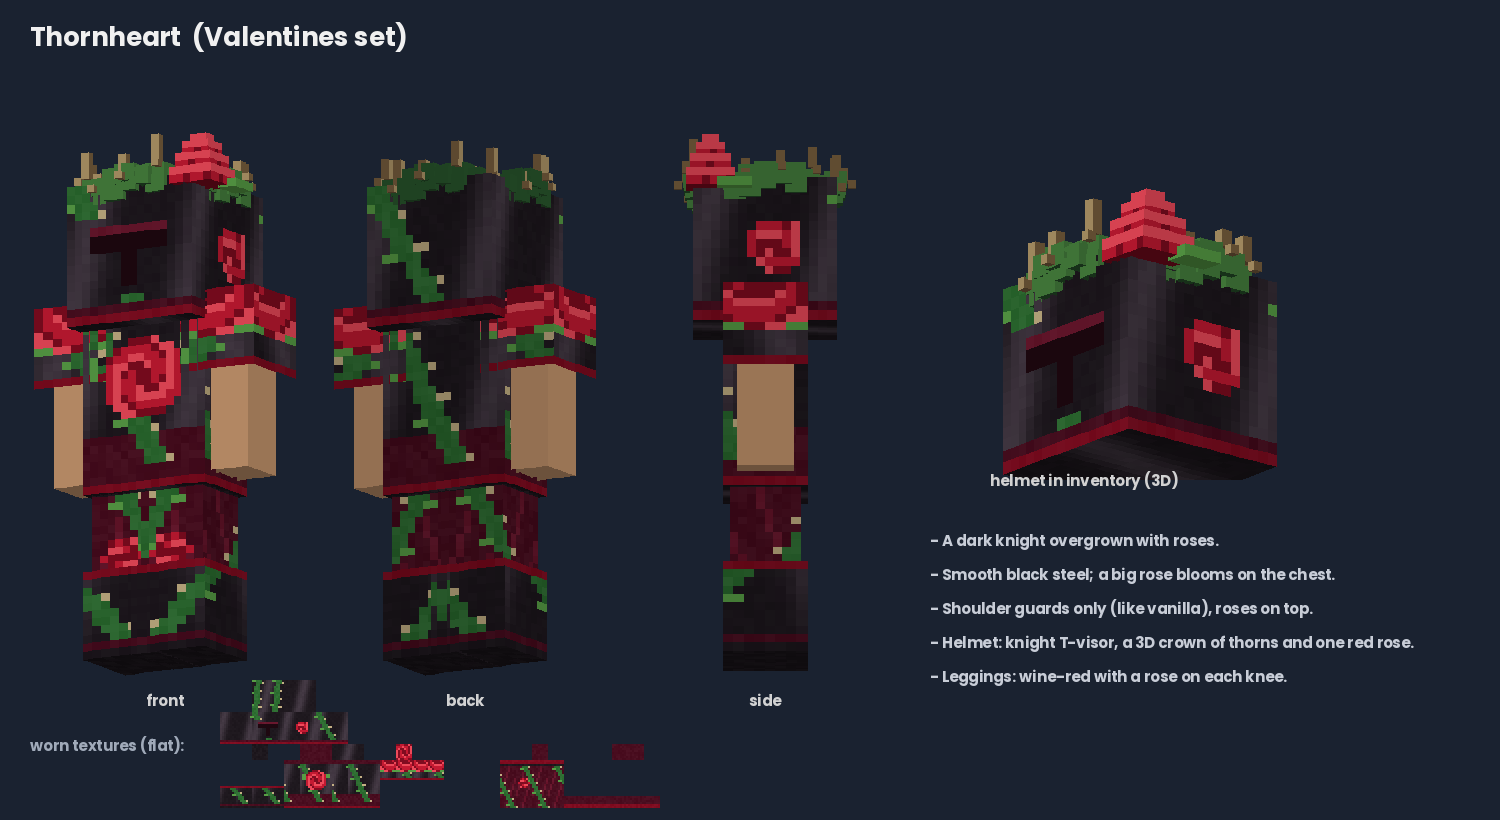 Thornheart (Valentines set)
helmet in inventory (3D)
- A dark knight overgrown with roses.
- Smooth black steel; a big rose blooms on the chest.
- Shoulder guards only (like vanilla), roses on top.
- Helmet: knight T-visor, a 3D crown of thorns and one red rose.
- Leggings: wine-red with a rose on each knee.
front
back
side
worn textures (flat):